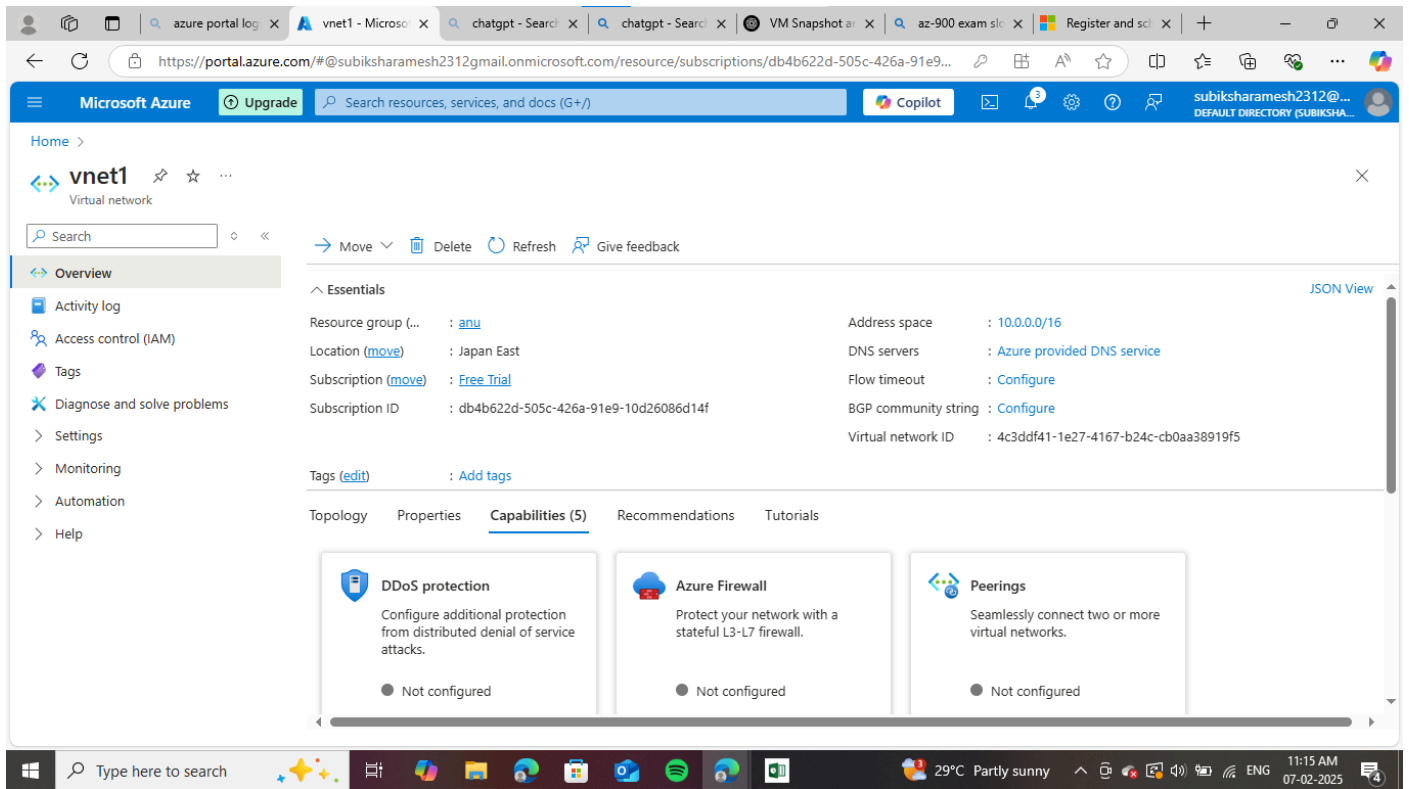 azure portal log
vnet1 - Microsof
chatgpt - Search
chatgpt - Search
VM Snapshot an
az-900 exam slo
Register and sch
https://portal.azure.com/#@subiksharamesh2312gmail.onmicrosoft.com/resource/subscriptions/db4b622d-505c-426a-91e9...
Microsoft Azure
Upgrade
Search resources, services, and docs (G+/)
Copilot
3
subiksharamesh2312@...
DEFAULT DIRECTORY (SUBIKSHA...
Home >
vnet1
Virtual network
Search
Move
Delete
Refresh
Give feedback
Overview
Activity log
Access control (IAM)
Tags
Diagnose and solve problems
Settings
Monitoring
Automation
Help
Essentials
JSON View
Resource group (... : anu
Location (move) : Japan East
Subscription (move) : Free Trial
Subscription ID : db4b622d-505c-426a-91e9-10d26086d14f
Address space : 10.0.0.0/16
DNS servers : Azure provided DNS service
Flow timeout : Configure
BGP community string : Configure
Virtual network ID : 4c3ddf41-1e27-4167-b24c-cb0aa38919f5
Tags (edit) : Add tags
Topology
Properties
Capabilities (5)
Recommendations
Tutorials
DDoS protection
Configure additional protection
from distributed denial of service
attacks.
Not configured
Azure Firewall
Protect your network with a
stateful L3-L7 firewall.
Not configured
Peerings
Seamlessly connect two or more
virtual networks.
Not configured
Type here to search
29°C Partly sunny
ENG
11:15 AM
07-02-2025
4